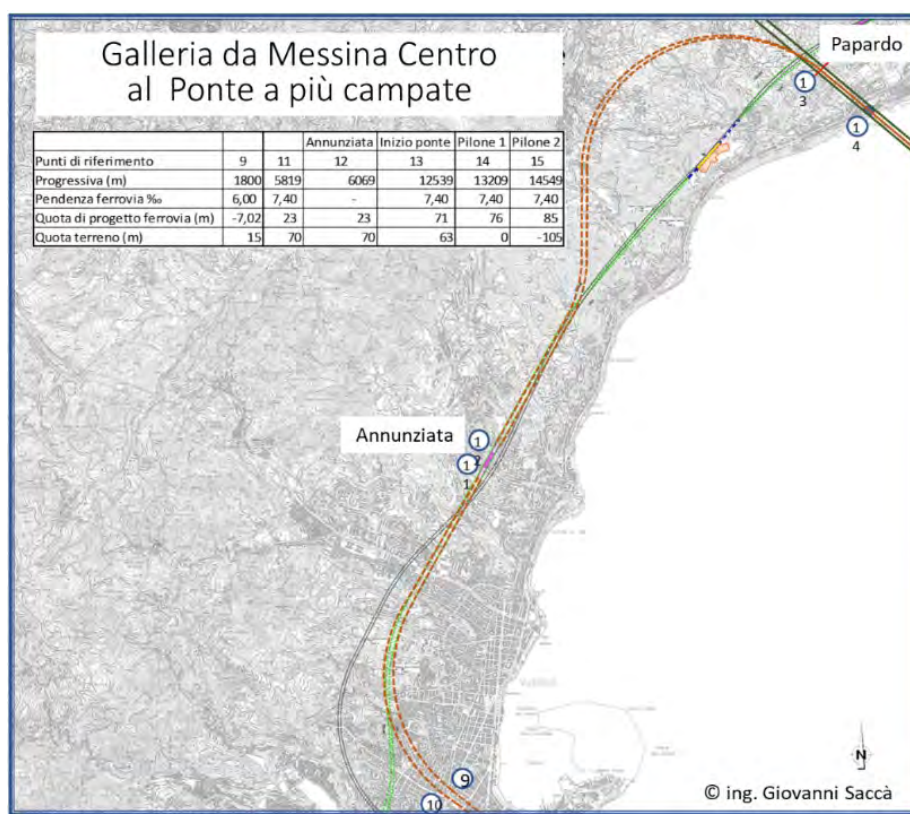 Galleria da Messina Centro e
al Ponte a più campate
Annunziata Inizio ponte Pilone 1 Pilone 2
Punti di riferimento 9 11 12 13 14 15
Progressiva (m) 1800 5819 6069 12539 13209 14549
Pendenza ferrovia ‰ 6,00 7,40 - 7,40 7,40 7,40
Quota di progetto ferrovia (m) -7,02 23 23 71 76 85
Quota terreno (m) 15 70 70 63 0 -105
Papardo
1
3
1
4
Annunziata
1
2
1
1
9
10
N
© ing. Giovanni Saccà